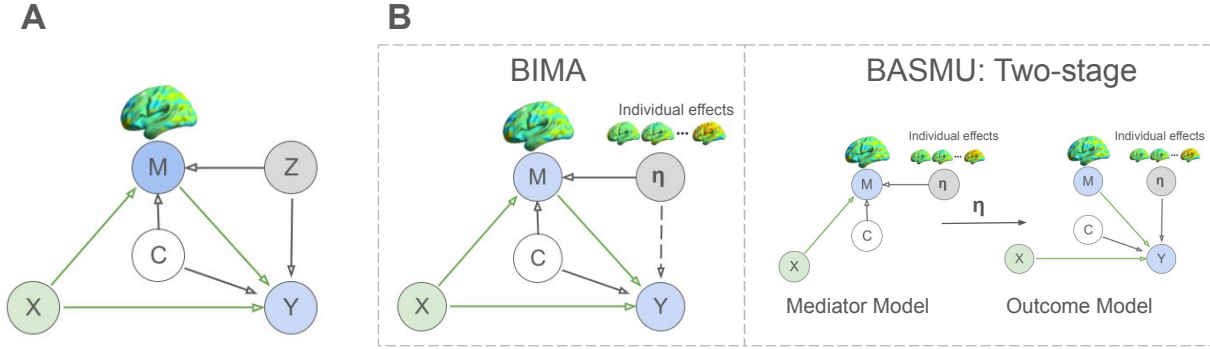 A
M
Z
C
X
Y
B
BIMA
Individual effects
...
M
η
C
X
Y
BASMU: Two-stage
Individual effects
...
M
η
C
X
Mediator Model
η
Individual effects
...
M
η
C
X
Y
Outcome Model